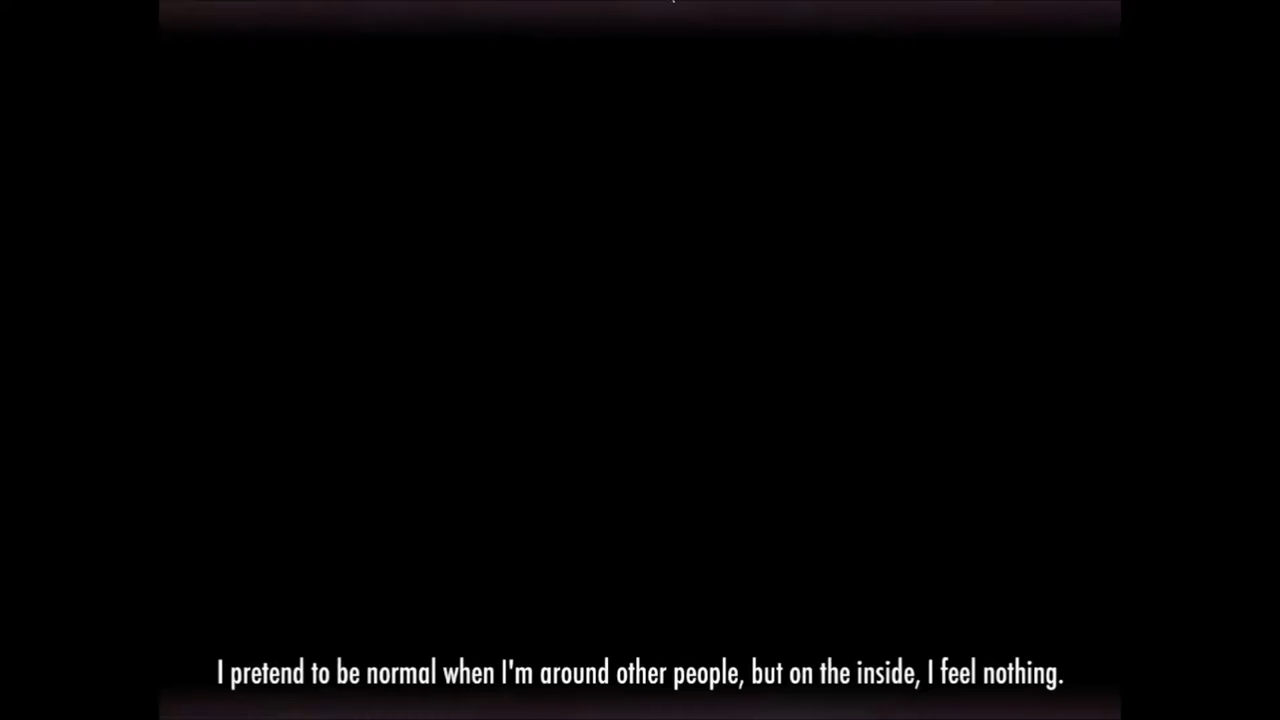 I pretend to be normal when I'm around other people, but on the inside, I feel nothing.